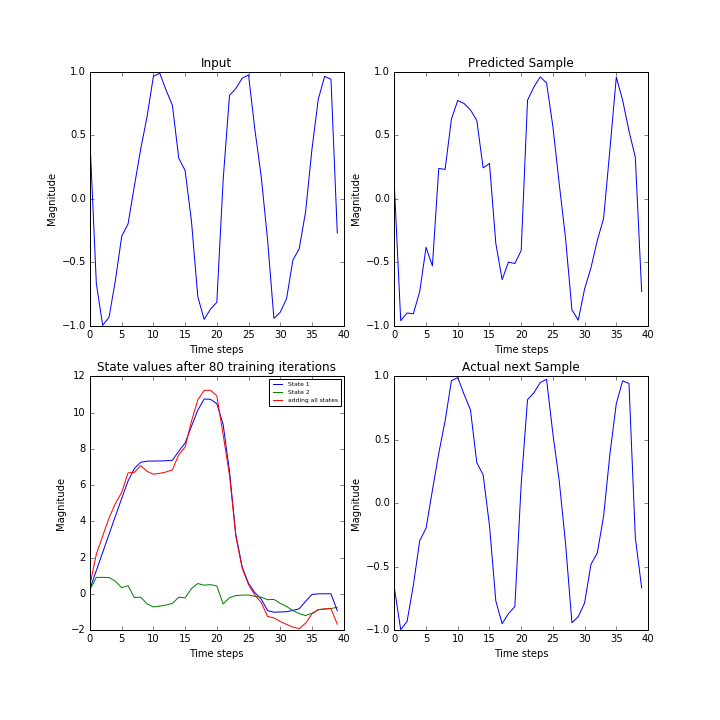 Input
Magnitude
1.0
0.5
0.0
−0.5
−1.0
0 5 10 15 20 25 30 35 40
Time steps
Predicted Sample
Magnitude
1.0
0.5
0.0
−0.5
−1.0
0 5 10 15 20 25 30 35 40
Time steps
State values after 80 training iterations
Magnitude
12
10
8
6
4
2
0
−2
State 1
State 2
adding all states
0 5 10 15 20 25 30 35 40
Time steps
Actual next Sample
Magnitude
1.0
0.5
0.0
−0.5
−1.0
0 5 10 15 20 25 30 35 40
Time steps